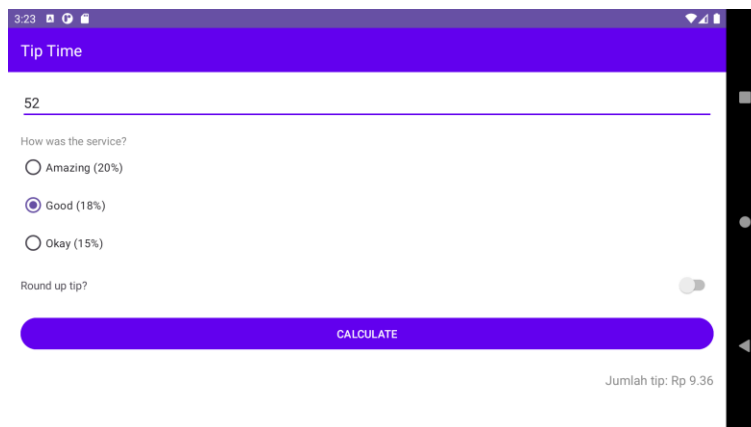 3:23
Tip Time
52
How was the service?
Amazing (20%)
Good (18%)
Okay (15%)
Round up tip?
CALCULATE
Jumlah tip: Rp 9.36